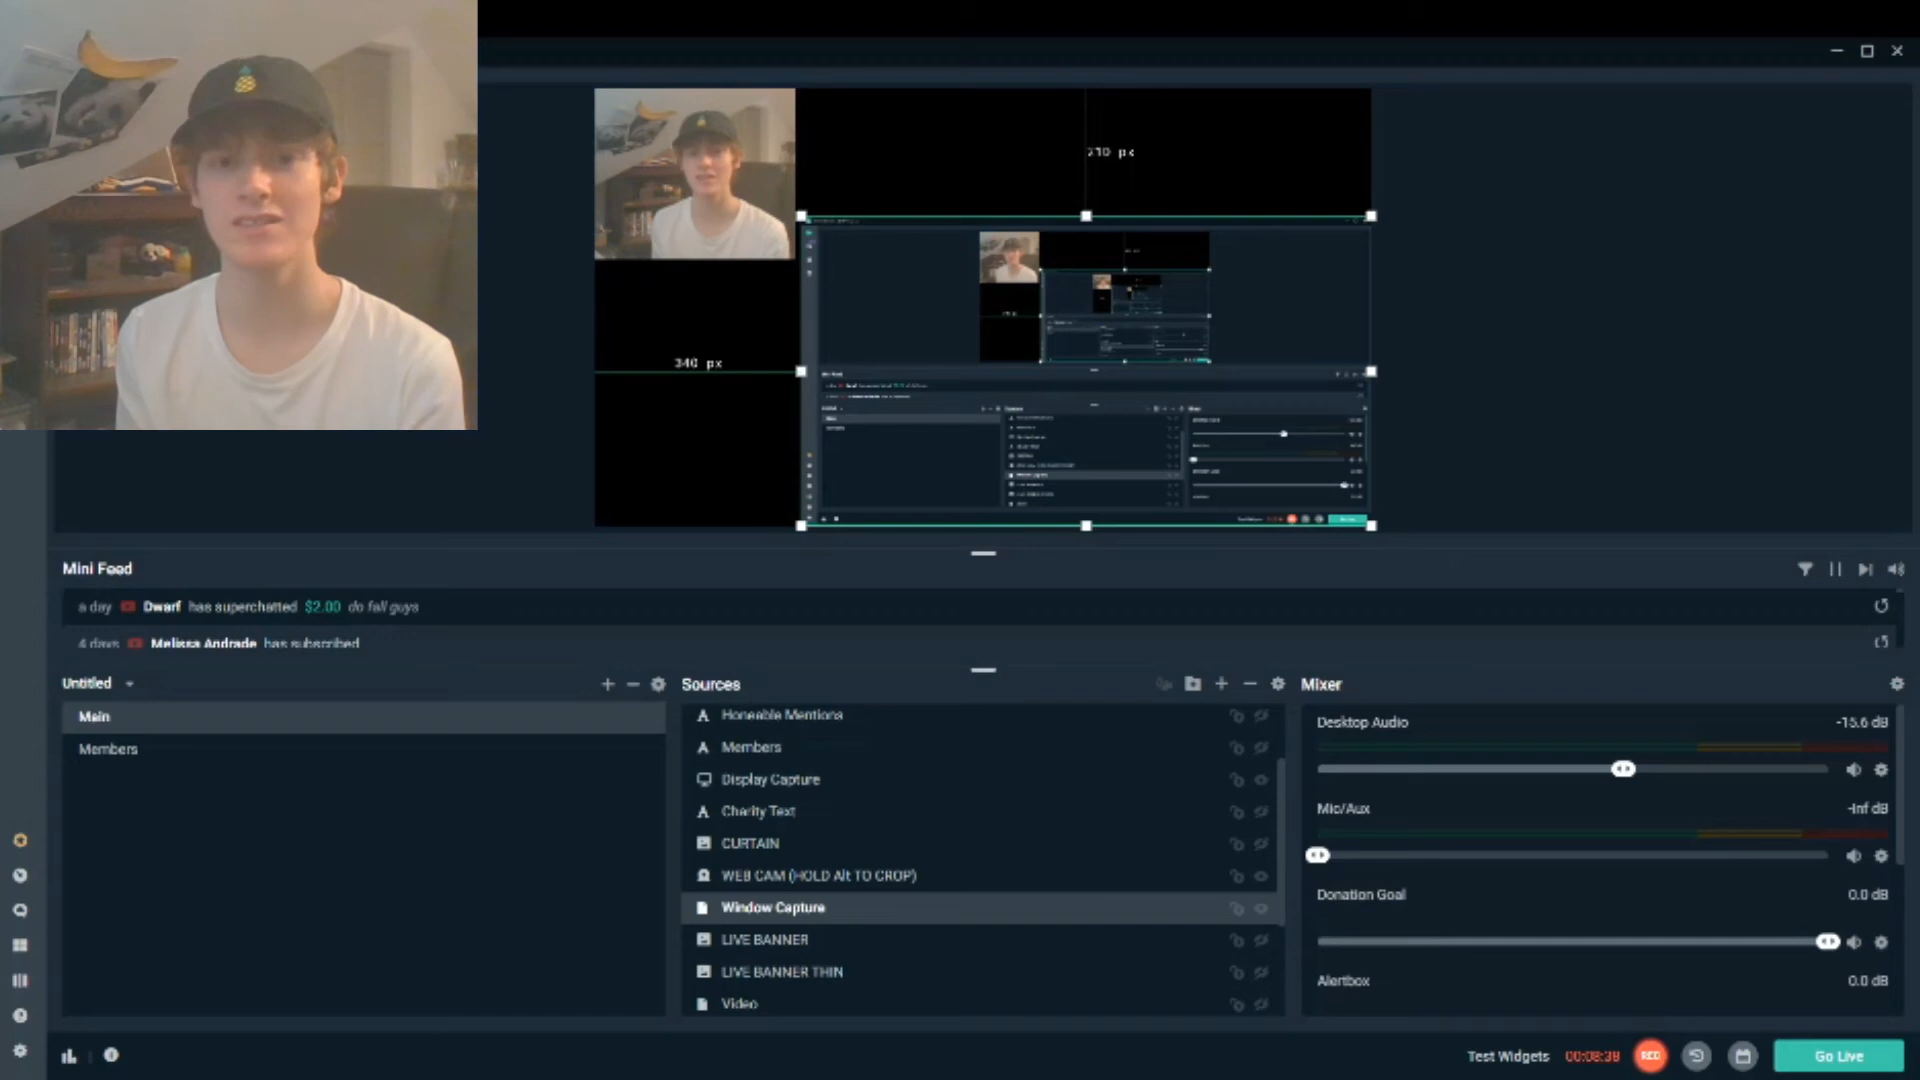 210 px
340 px
Mini Feed
a day Dwarf has superchatted $2.00 do fall guys
4 days Melissa Andrade has subscribed
Untitled
Sources
Mixer
Main
Members
Honeable Mentions
Members
Display Capture
Charity Text
CURTAIN
WEB CAM (HOLD Alt TO CROP)
Window Capture
LIVE BANNER
LIVE BANNER THIN
Video
Desktop Audio -15.6 dB
Mic/Aux -Inf dB
Donation Goal 0.0 dB
Alertbox 0.0 dB
Test Widgets 00:08:38 REC Go Live